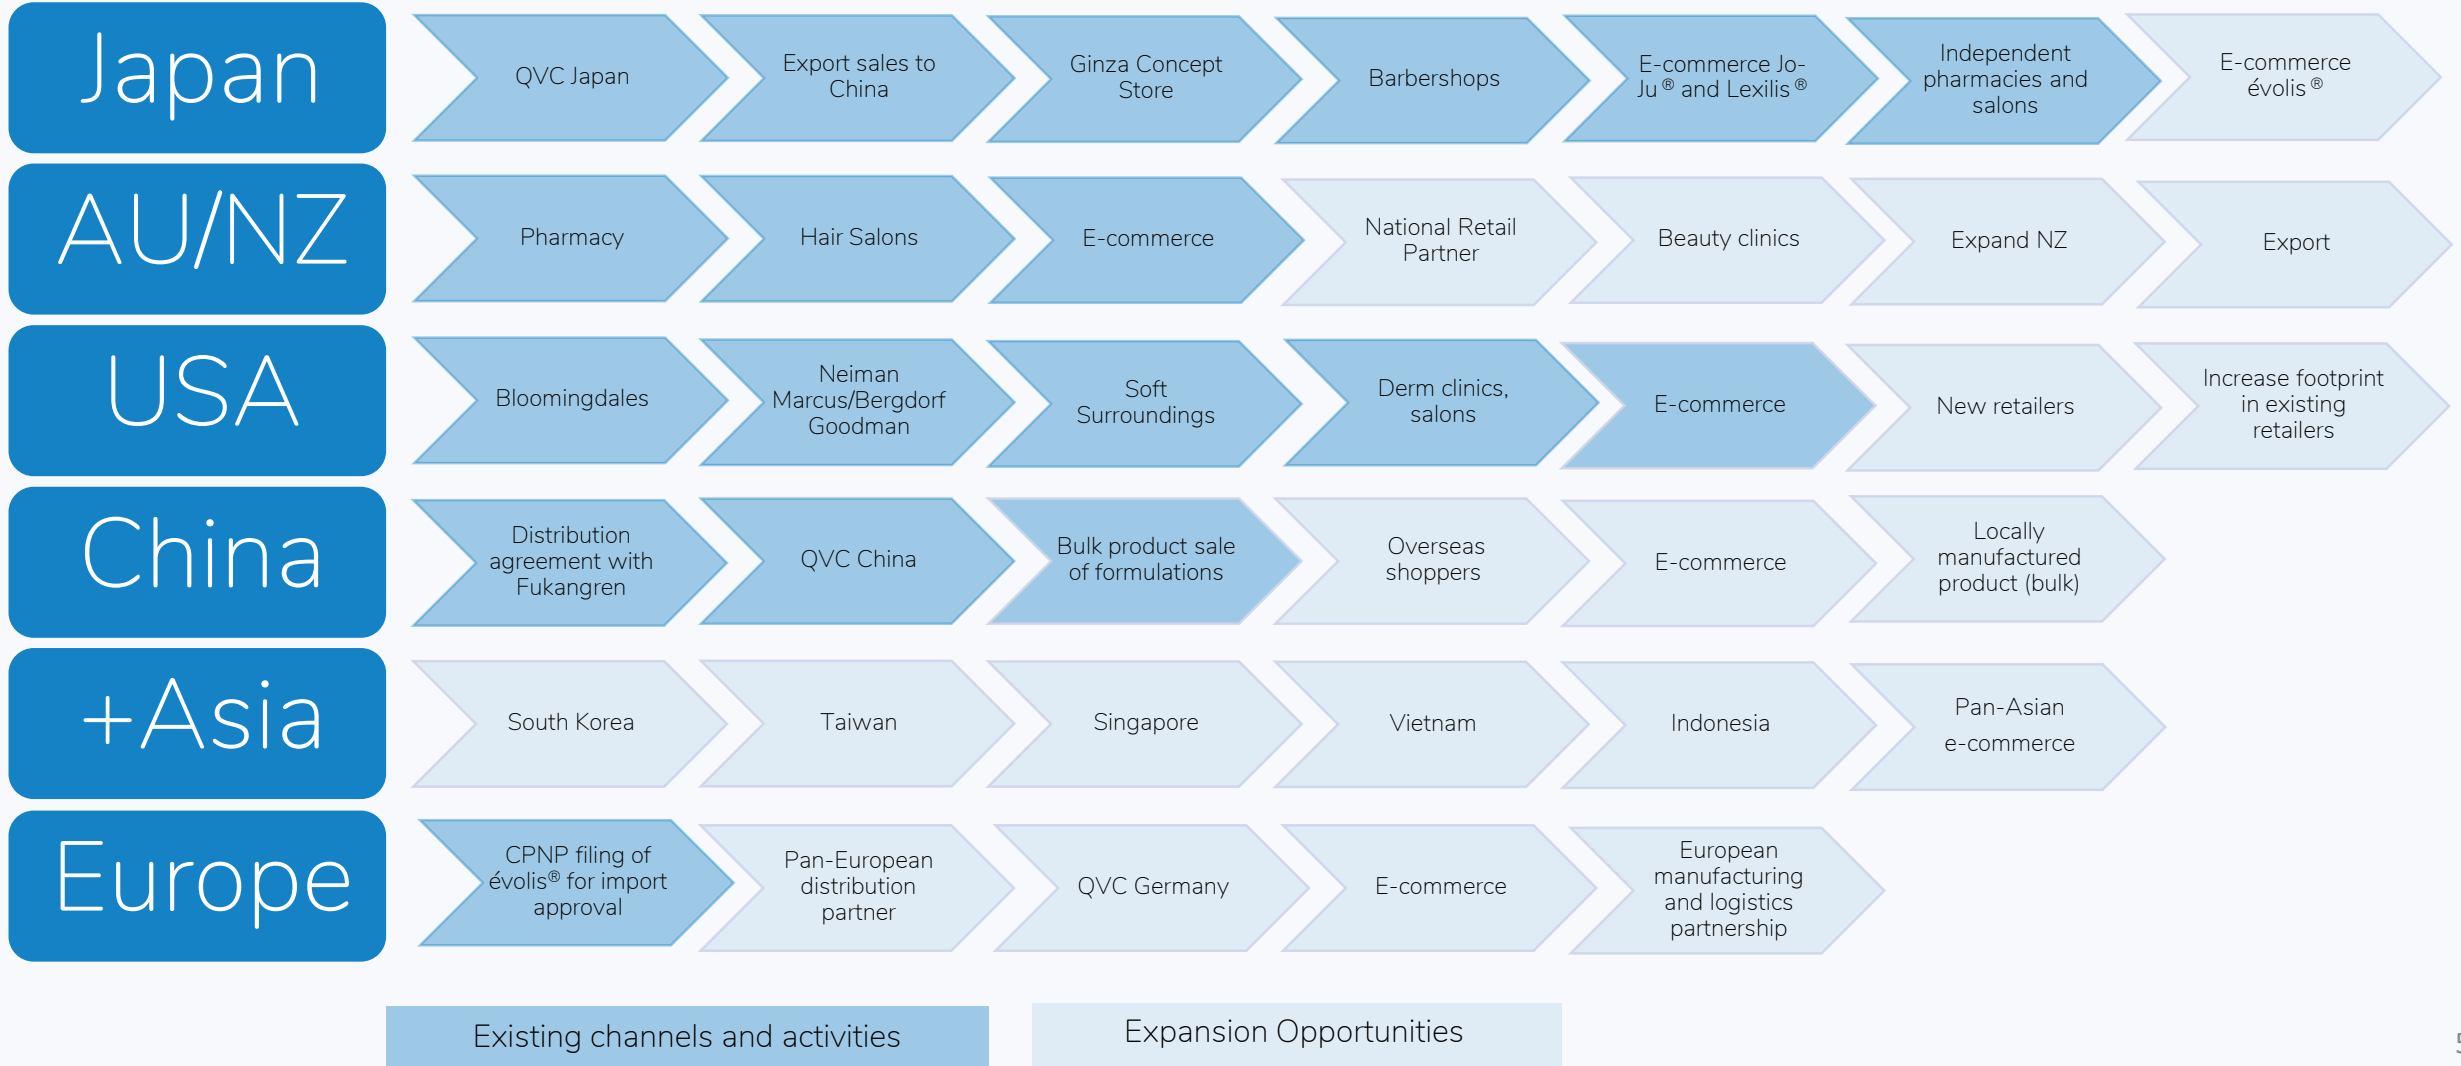 Japan
QVC Japan
Export sales to
China
Ginza Concept
Store
Barbershops
E-commerce Jo-
Ju ® and Lexilis ®
Independent
pharmacies and
salons
E-commerce
évolis ®
AU/NZ
Pharmacy
Hair Salons
E-commerce
National Retail
Partner
Beauty clinics
Expand NZ
Export
USA
Bloomingdales
Neiman
Marcus/Bergdorf
Goodman
Soft
Surroundings
Derm clinics,
salons
E-commerce
New retailers
Increase footprint
in existing
retailers
China
Distribution
agreement with
Fukangren
QVC China
Bulk product sale
of formulations
Overseas
shoppers
E-commerce
Locally
manufactured
product (bulk)
+Asia
South Korea
Taiwan
Singapore
Vietnam
Indonesia
Pan-Asian
e-commerce
Europe
CPNP filing of
évolis® for import
approval
Pan-European
distribution
partner
QVC Germany
E-commerce
European
manufacturing
and logistics
partnership
Existing channels and activities
Expansion Opportunities